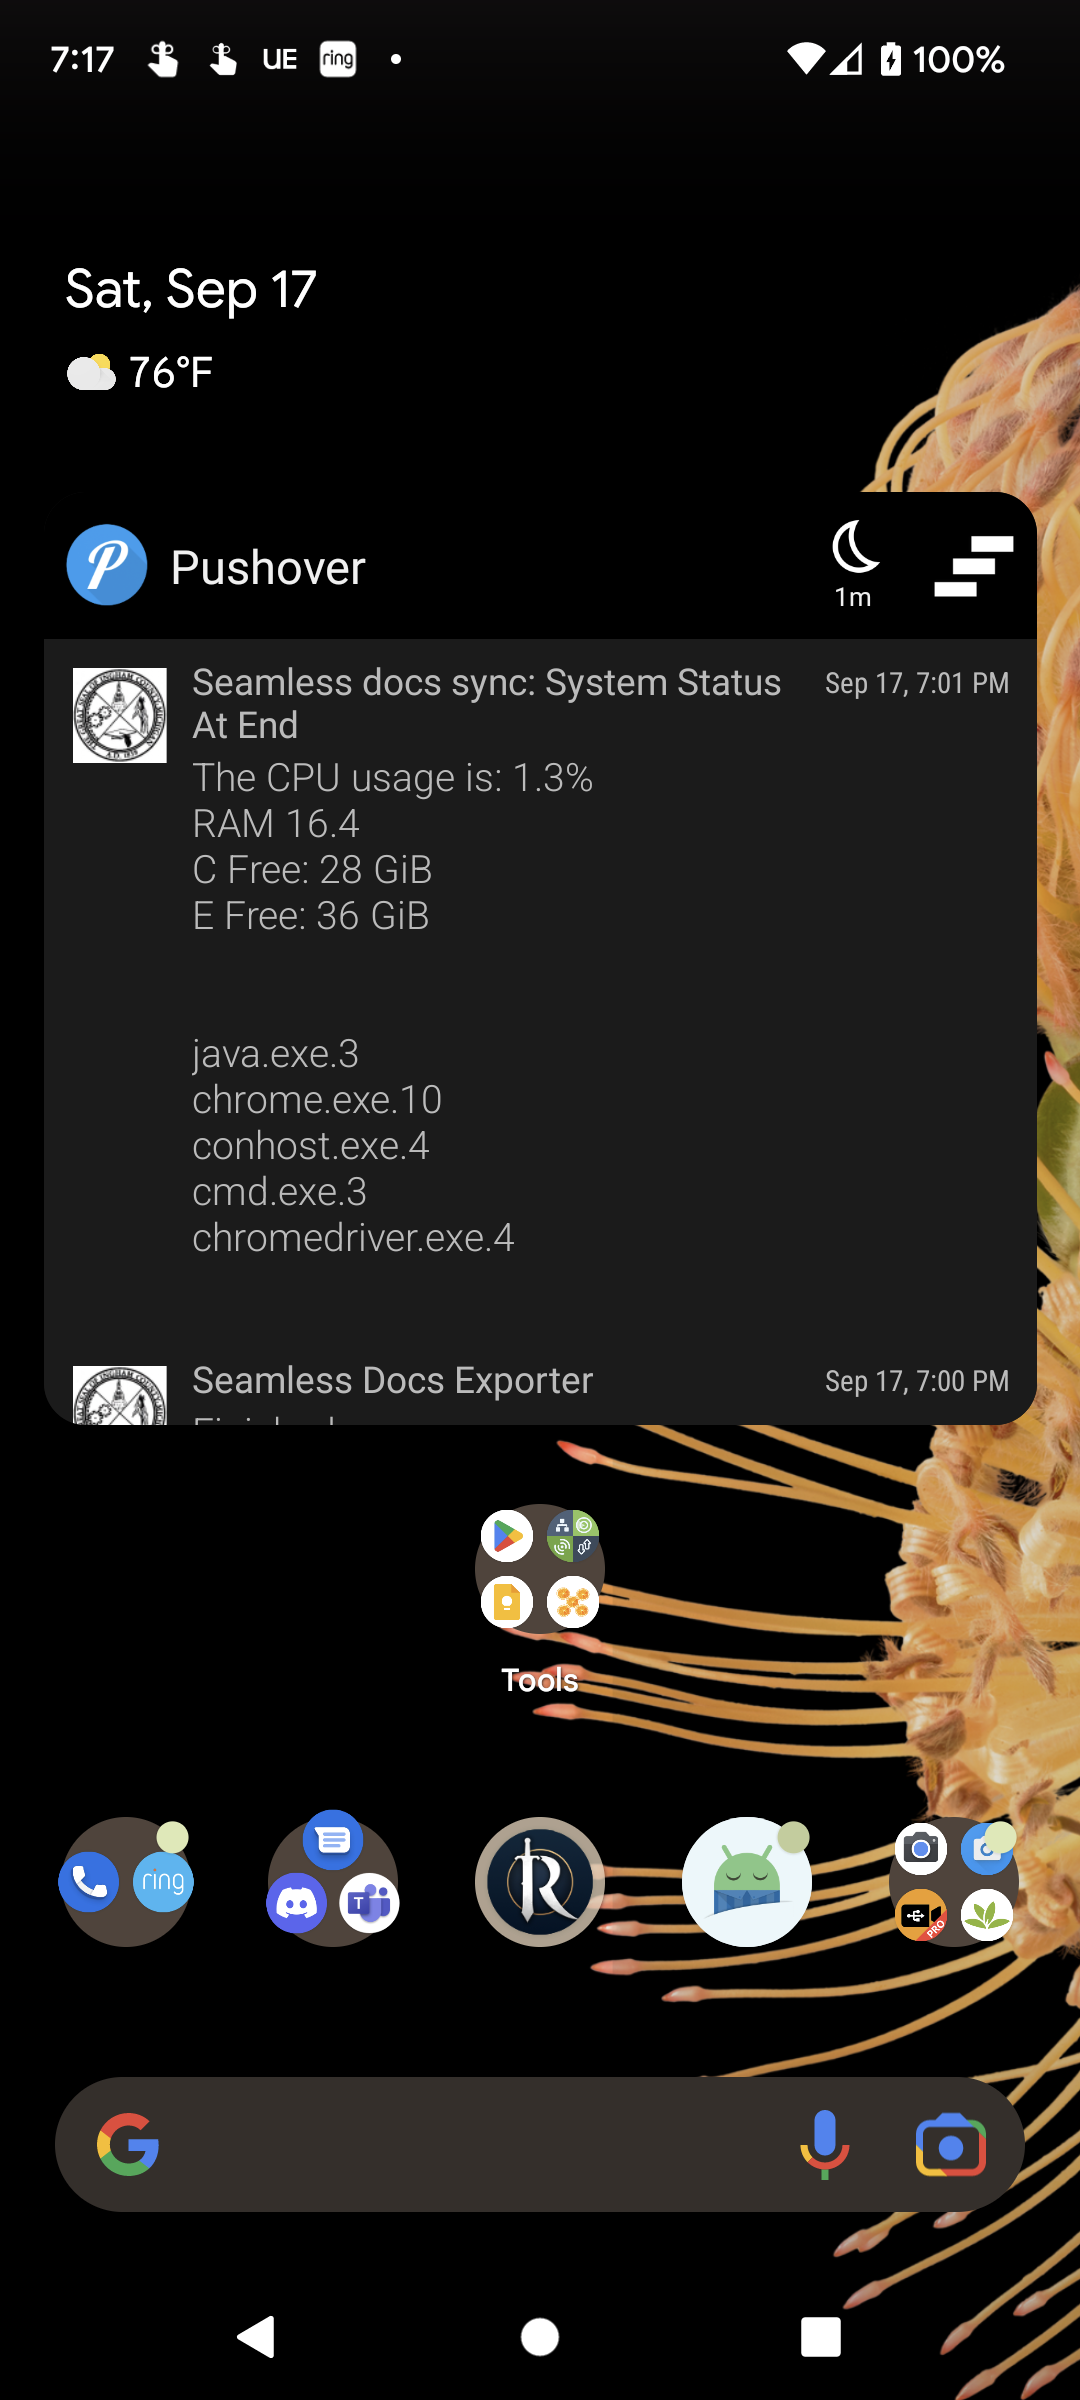 7:17 UE ring 100%
Sat, Sep 17
76°F
Pushover
1m
Seamless docs sync: System Status Sep 17, 7:01 PM
At End
The CPU usage is: 1.3%
RAM 16.4
C Free: 28 GiB
E Free: 36 GiB
java.exe.3
chrome.exe.10
conhost.exe.4
cmd.exe.3
chromedriver.exe.4
Seamless Docs Exporter Sep 17, 7:00 PM
Tools
ring
T
PRO